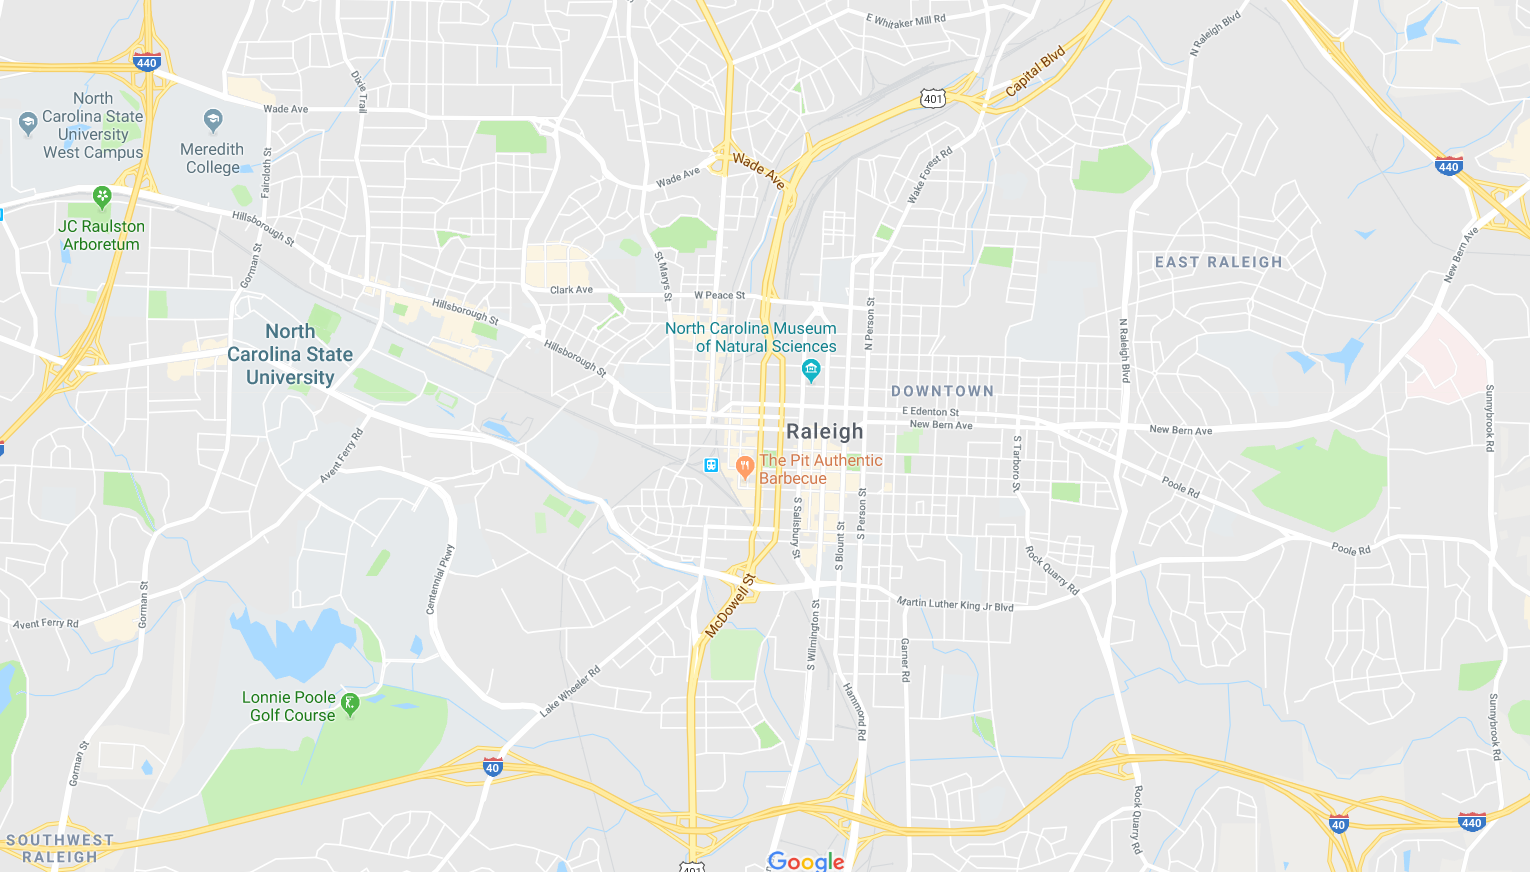 E Whitaker Mill Rd
N Raleigh Blvd
440
Capital Blvd
Dixie Trail
401
North
Carolina State
University
West Campus
Wade Ave
Meredith
College
Faircloth St
Wade Ave
Wade Ave
Wake Forest Rd
440
JC Raulston
Arboretum
Hillsborough St
Gorman St
St Marys St
EAST RALEIGH
New Bern Ave
Clark Ave
W Peace St
Hillsborough St
N Person St
N Raleigh Blvd
North
Carolina State
University
North Carolina Museum
of Natural Sciences
Hillsborough St
DOWNTOWN
E Edenton St
New Bern Ave
New Bern Ave
Sunnybrook Rd
Raleigh
Avent Ferry Rd
The Pit Authentic
Barbecue
S Tarboro St
Poole Rd
S Salisbury St
S Person St
S Blount St
Poole Rd
Rock Quarry Rd
Centennial Pkwy
McDowell St
Gorman St
Avent Ferry Rd
Martin Luther King Jr Blvd
S Wilmington St
Garner Rd
Lake Wheeler Rd
Lonnie Poole
Golf Course
Hammond Rd
Sunnybrook Rd
Gorman St
40
Rock Quarry Rd
40
440
SOUTHWEST
RALEIGH
Google
401